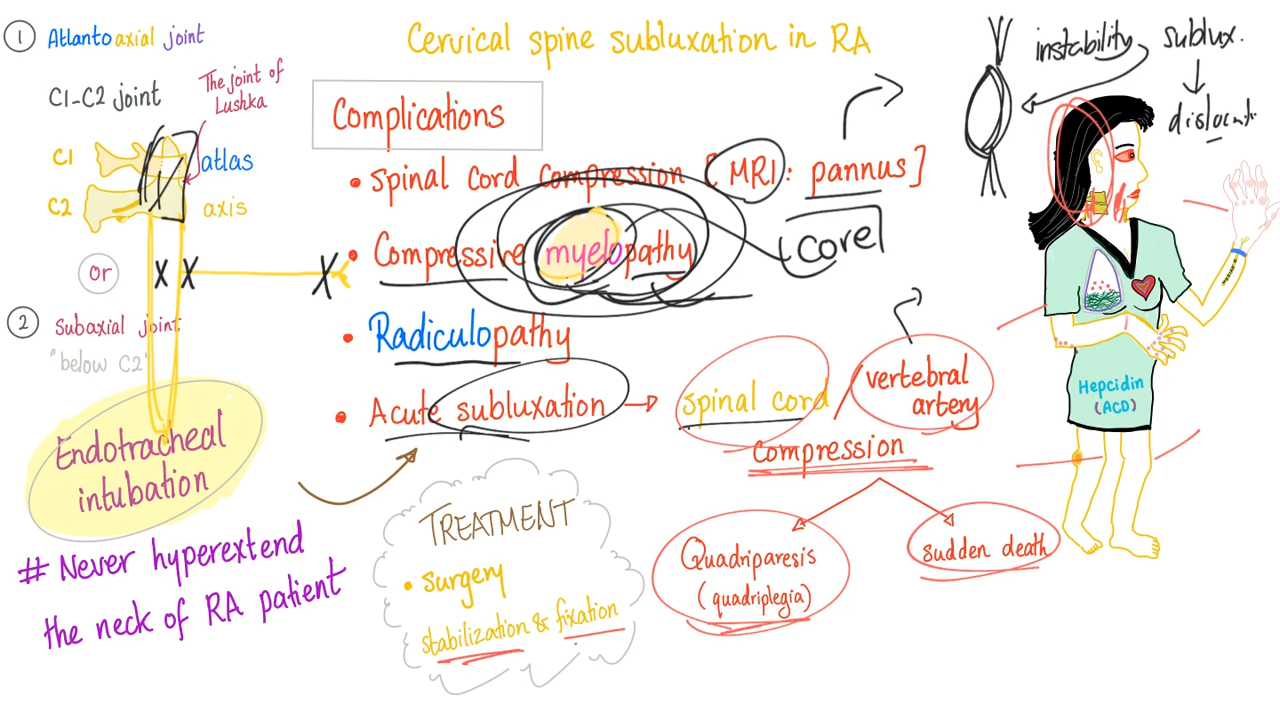 Cervical spine subluxation in RA
1 Atlantoaxial joint
C1-C2 joint
The joint of
Lushka
C1
atlas
C2
axis
or
2 Subaxial joint
"below C2"
Endotracheal
intubation
# Never hyperextend
the neck of RA patient
Complications
• spinal cord compression [MRI: pannus]
• Compressive myelopathy
(core)
• Radiculopathy
• Acute subluxation → spinal cord / vertebral
artery
compression
Quadriparesis
(quadriplegia)
sudden death
TREATMENT
• surgery
stabilization & fixation
instability
sublux.
Hepcidin
(ACD)